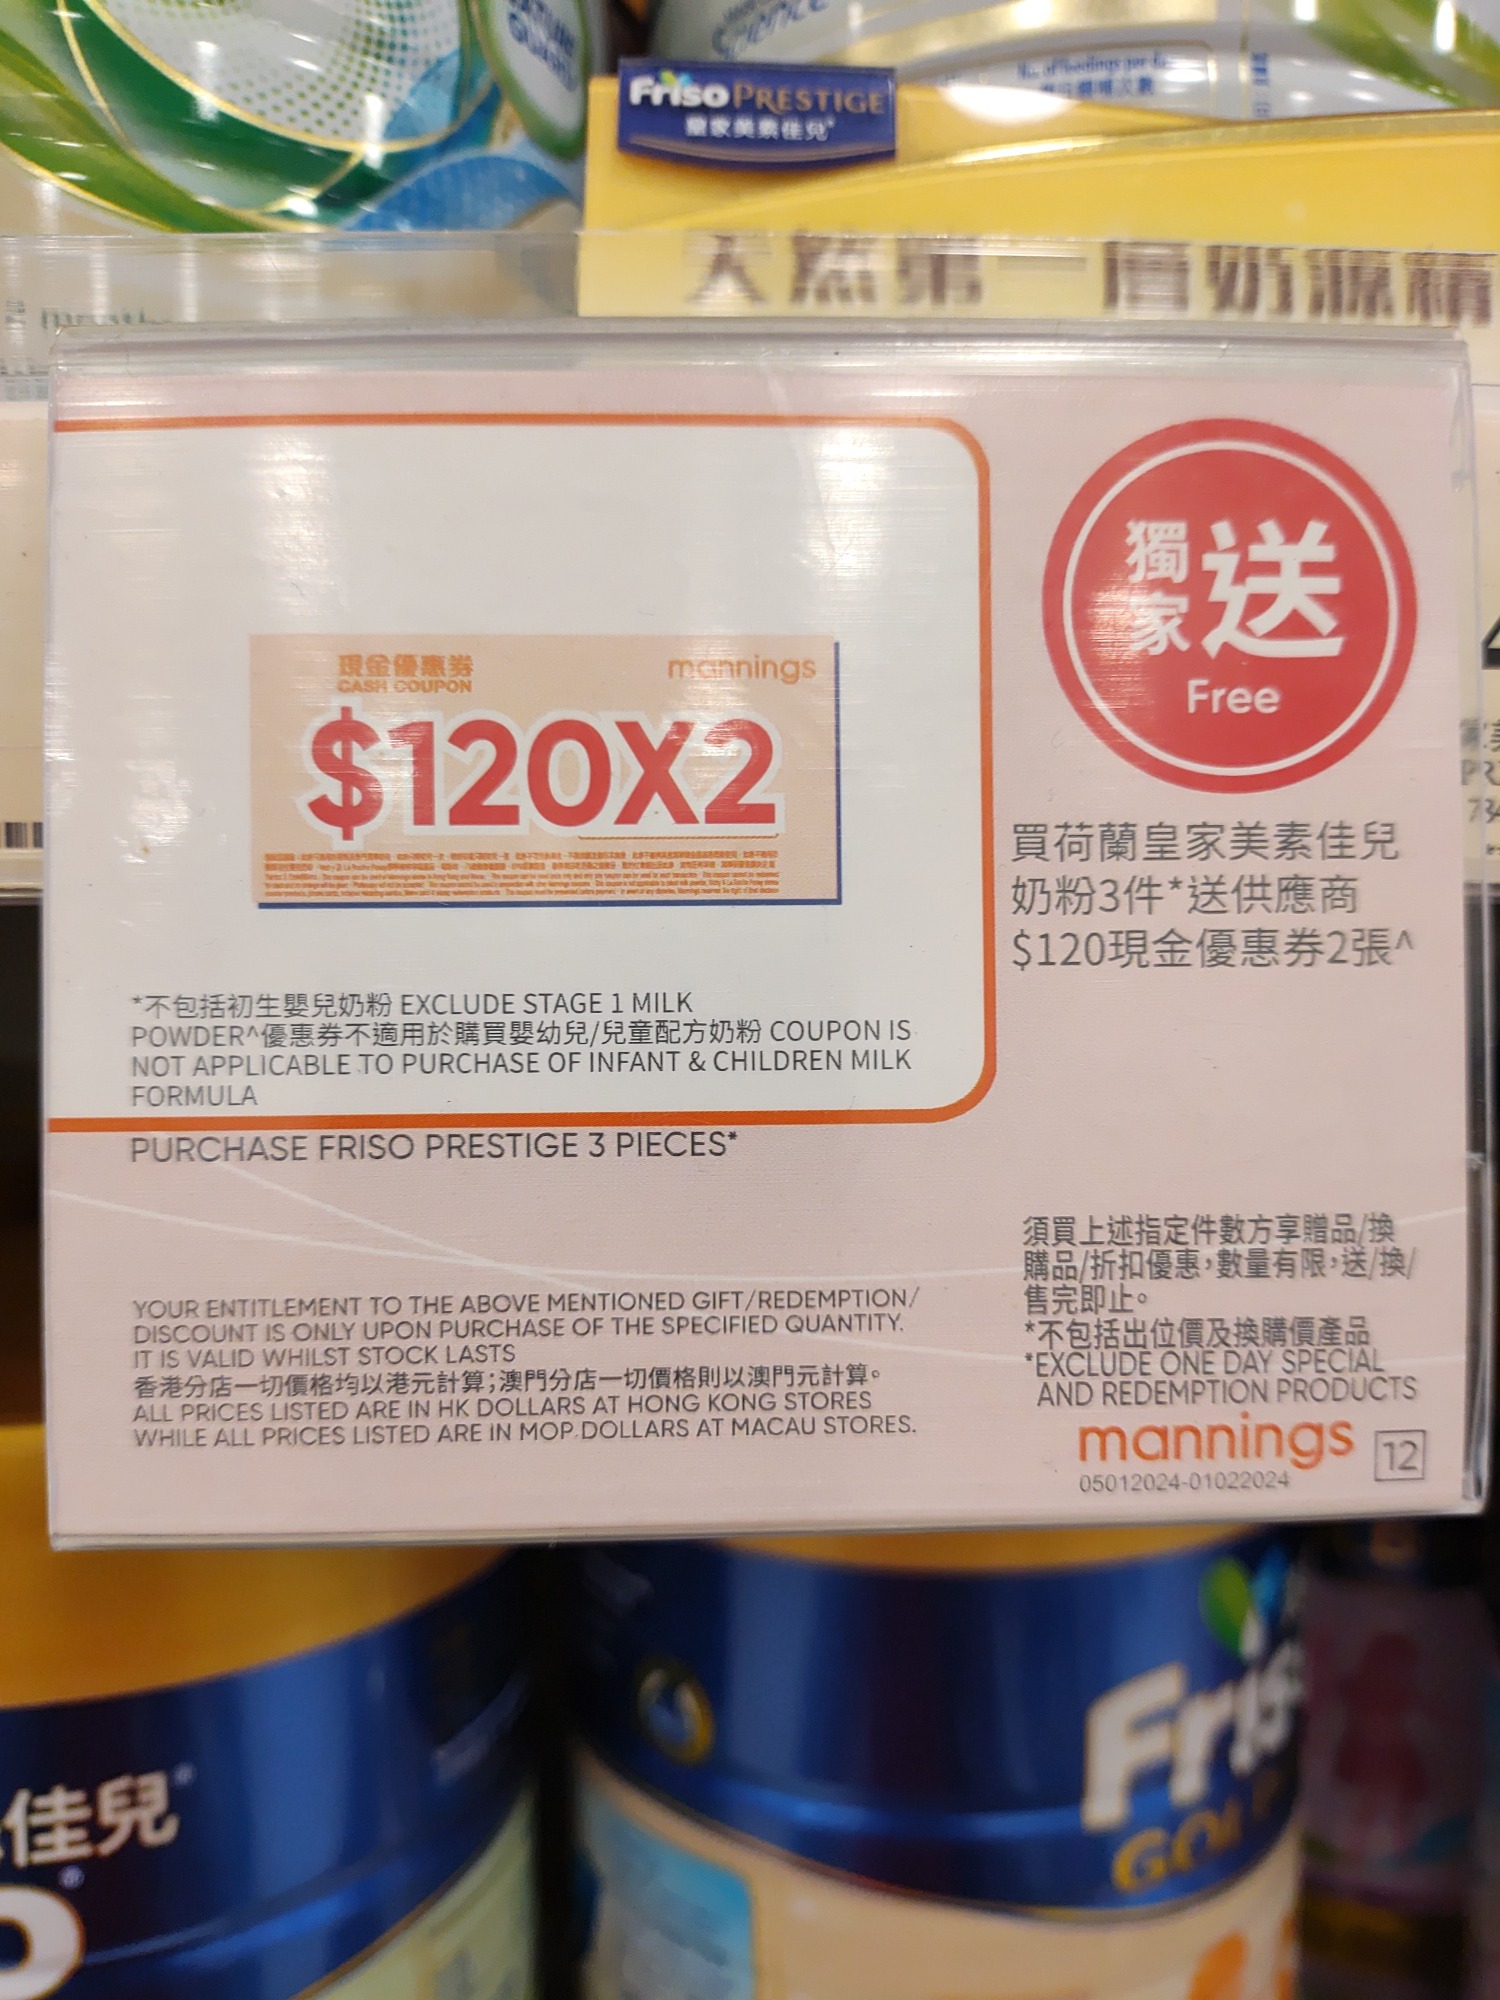 Friso PRESTIGE
皇家美素佳兒
天然第一層奶源精
獨家 送
Free
現金優惠券
CASH COUPON
mannings
$120X2
買荷蘭皇家美素佳兒
奶粉3件*送供應商
$120現金優惠券2張^
*不包括初生嬰兒奶粉 EXCLUDE STAGE 1 MILK
POWDER^優惠券不適用於購買嬰幼兒/兒童配方奶粉 COUPON IS
NOT APPLICABLE TO PURCHASE OF INFANT & CHILDREN MILK
FORMULA
PURCHASE FRISO PRESTIGE 3 PIECES*
YOUR ENTITLEMENT TO THE ABOVE MENTIONED GIFT/REDEMPTION/
DISCOUNT IS ONLY UPON PURCHASE OF THE SPECIFIED QUANTITY.
IT IS VALID WHILST STOCK LASTS
香港分店一切價格均以港元計算;澳門分店一切價格則以澳門元計算。
ALL PRICES LISTED ARE IN HK DOLLARS AT HONG KONG STORES
WHILE ALL PRICES LISTED ARE IN MOP DOLLARS AT MACAU STORES.
須買上述指定件數方享贈品/換
購品/折扣優惠,數量有限,送/換/
售完即止。
*不包括出位價及換購價產品
*EXCLUDE ONE DAY SPECIAL
AND REDEMPTION PRODUCTS
mannings 12
05012024-01022024
佳兒
Fris
GOL